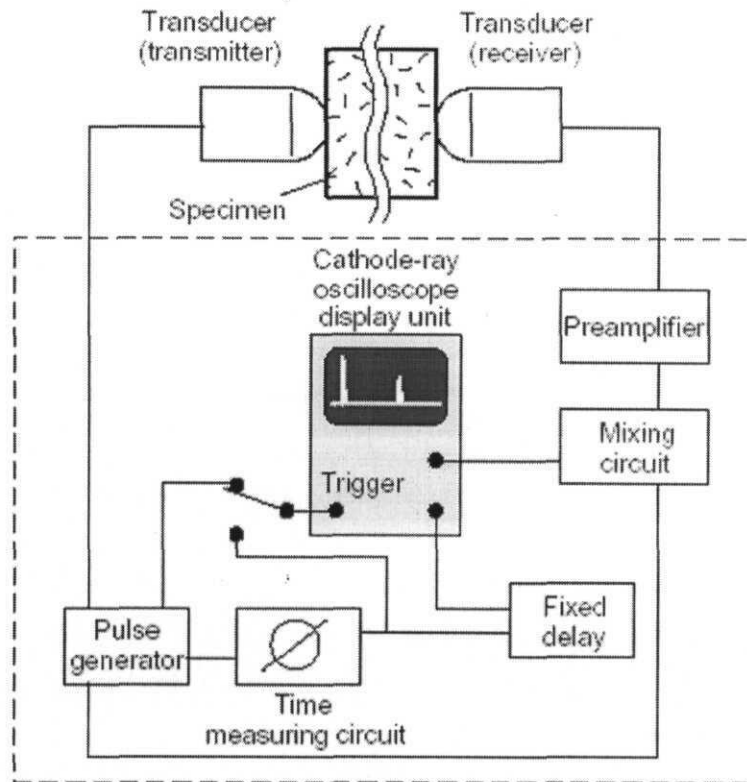 Transducer
(transmitter)
Transducer
(receiver)
Specimen
Cathode-ray
oscilloscope
display unit
Preamplifier
Mixing
circuit
Trigger
Pulse
generator
Fixed
delay
Time
measuring circuit